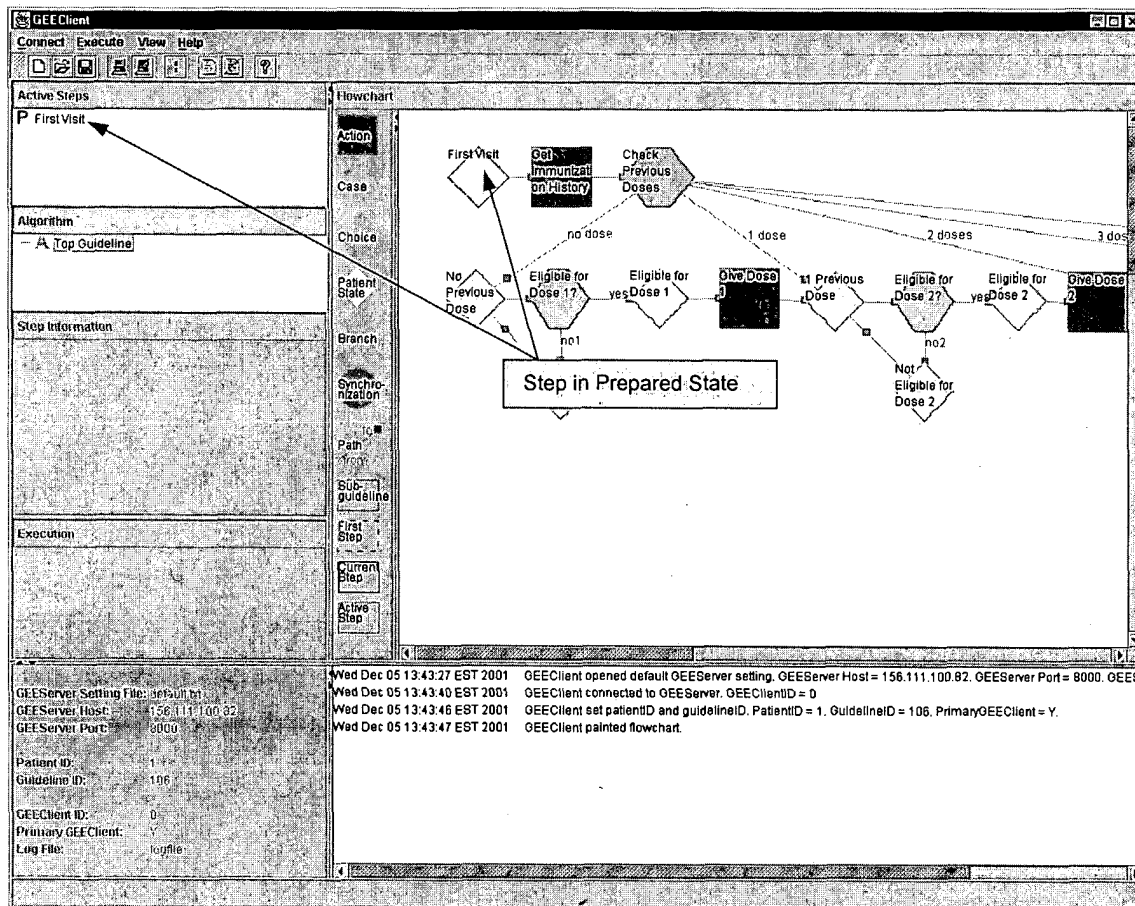 GEEClient
Connect Execute View Help
Active Steps
P First Visit
Algorithm
A Top Guideline
Step Information
Execution
Flowchart
Action
Case
Choice
Patient
State
Branch
Synchro-
nization
to
Path
from
Sub-
guideline
First
Step
Current
Step
Active
Step
First Visit
Get
Immunizati
on History
Check
Previous
Doses
no dose
1 dose
2 doses
3 dos
No
Previous
Dose
Eligible for
Dose 1?
yes
Eligible for
Dose 1
Give Dose
1
1 Previous
Dose
Eligible for
Dose 2?
yes
Eligible for
Dose 2
Give Dose
2
no1
no2
Not
Eligible for
Dose 2
Step in Prepared State
GEEServer Setting File: default.txt
GEEServer Host: 156.111.100.82
GEEServer Port: 8000
Patient ID: 1
Guideline ID: 106
GEEClient ID: 0
Primary GEEClient: Y
Log File: logfile
Wed Dec 05 13:43:27 EST 2001 GEEClient opened default GEEServer setting. GEEServer Host = 156.111.100.82. GEEServer Port = 8000. GEES
Wed Dec 05 13:43:40 EST 2001 GEEClient connected to GEEServer. GEEClientID = 0
Wed Dec 05 13:43:46 EST 2001 GEEClient set patientID and guidelineID. PatientID = 1. GuidelineID = 106. PrimaryGEEClient = Y.
Wed Dec 05 13:43:47 EST 2001 GEEClient painted flowchart.